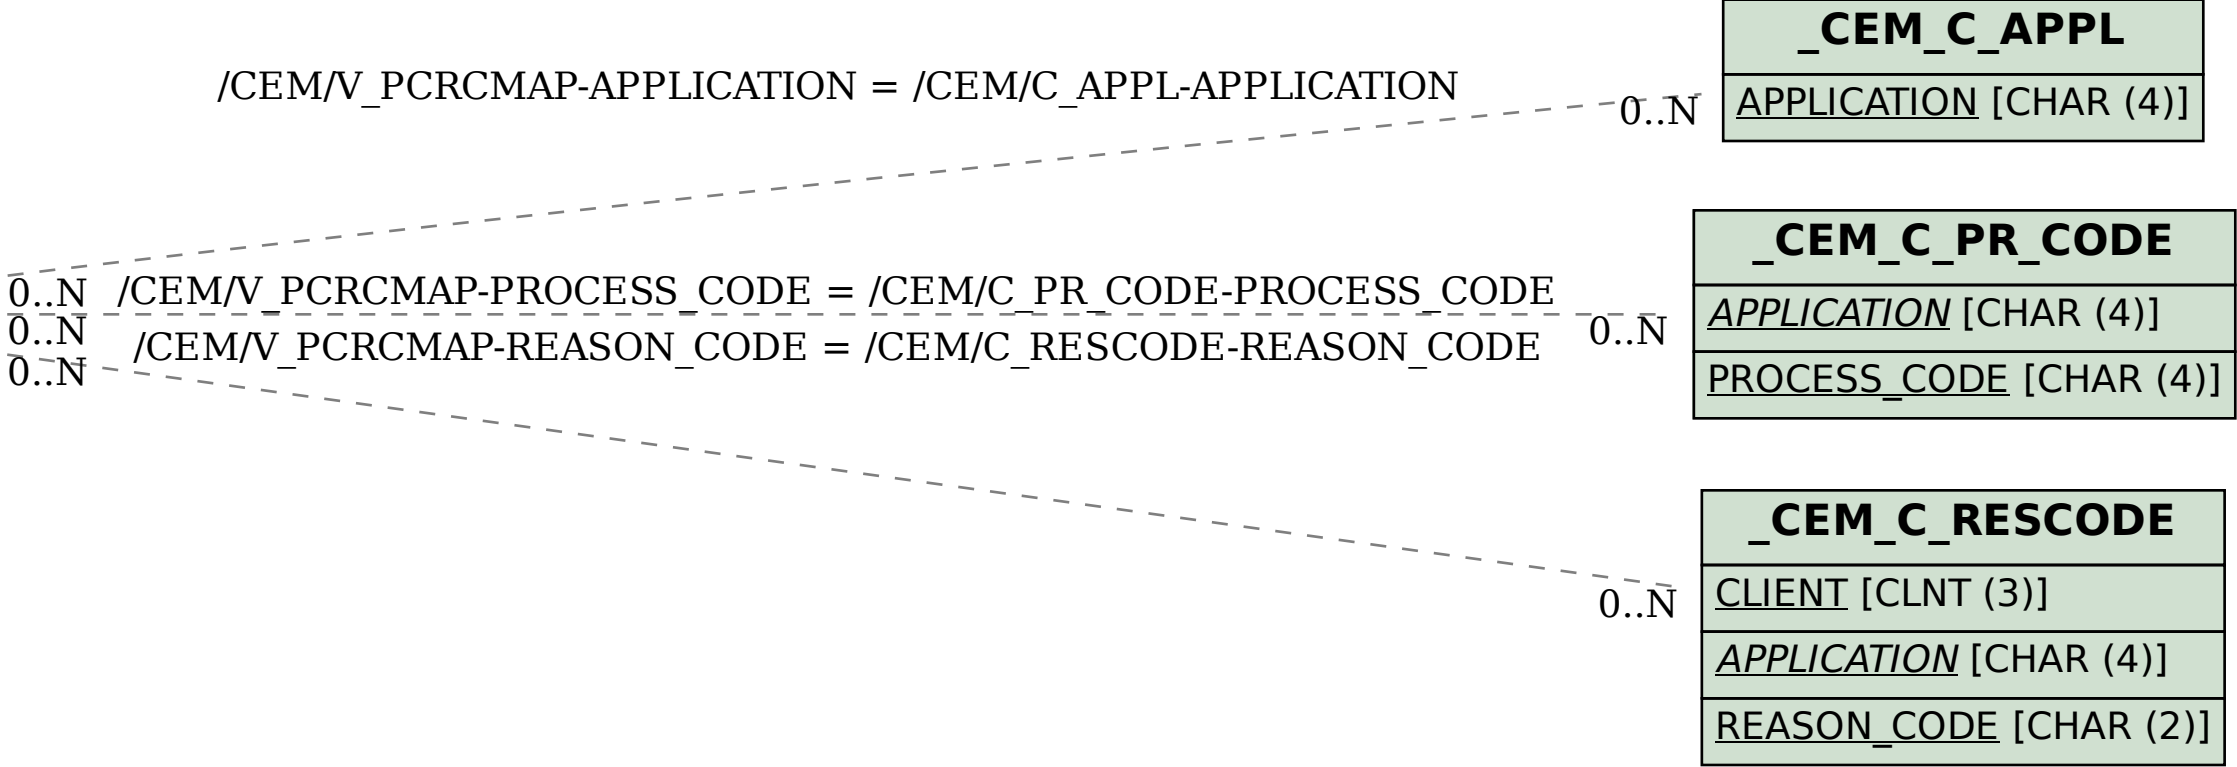 _CEM_C_APPL
/CEM/V_PCRCMAP-APPLICATION = /CEM/C_APPL-APPLICATION
0..N
APPLICATION [CHAR (4)]
_CEM_C_PR_CODE
0..N
/CEM/V_PCRCMAP-PROCESS_CODE = /CEM/C_PR_CODE-PROCESS_CODE
APPLICATION [CHAR (4)]
0..N
0..N
/CEM/V_PCRCMAP-REASON_CODE = /CEM/C_RESCODE-REASON_CODE
0..N
PROCESS_CODE [CHAR (4)]
_CEM_C_RESCODE
0..N
CLIENT [CLNT (3)]
APPLICATION [CHAR (4)]
REASON_CODE [CHAR (2)]